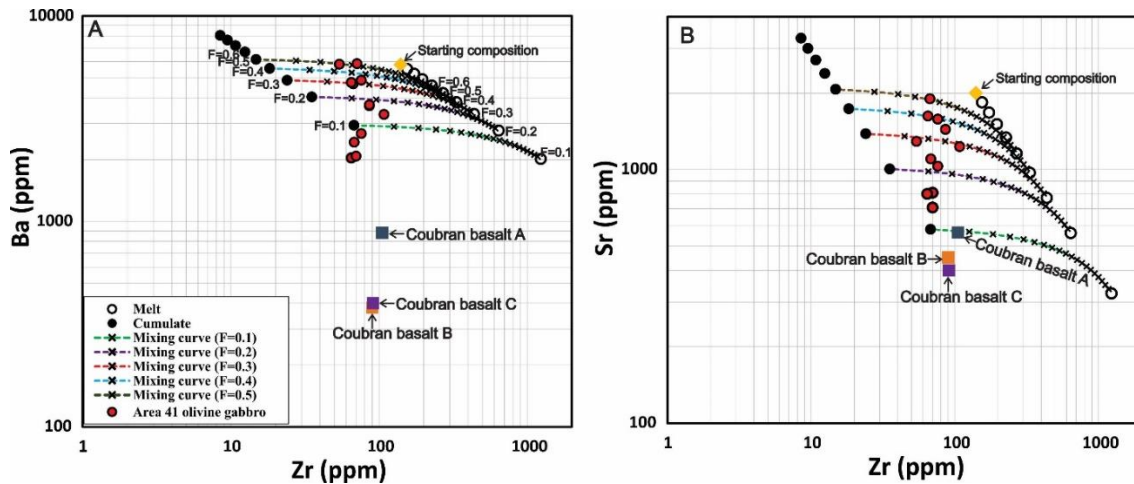 A
10000
1000
100
Ba (ppm)
Starting composition
F=0.6
F=0.5
F=0.4
F=0.3
F=0.2
F=0.1
F=0.6
F=0.5
F=0.4
F=0.3
F=0.2
F=0.1
Coubran basalt A
Coubran basalt C
Coubran basalt B
Melt
Cumulate
Mixing curve (F=0.1)
Mixing curve (F=0.2)
Mixing curve (F=0.3)
Mixing curve (F=0.4)
Mixing curve (F=0.5)
Area 41 olivine gabbro
1 10 100 1000
Zr (ppm)
B
1000
100
Sr (ppm)
Starting composition
Coubran basalt A
Coubran basalt B
Coubran basalt C
1 10 100 1000
Zr (ppm)